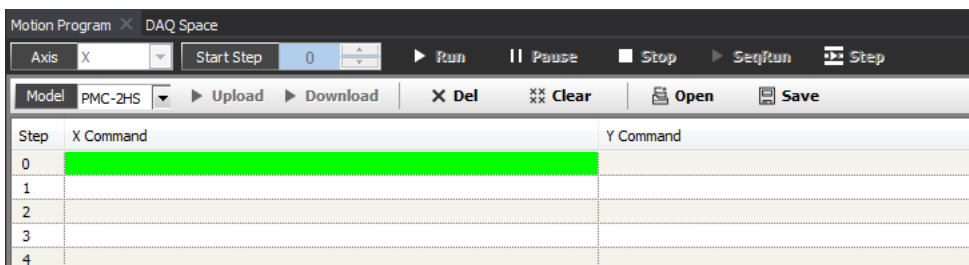 Motion Program DAQ Space
Axis X Start Step 0 Run Pause Stop SeqRun Step
Model PMC-2HS Upload Download Del Clear Open Save
Step X Command Y Command
0
1
2
3
4